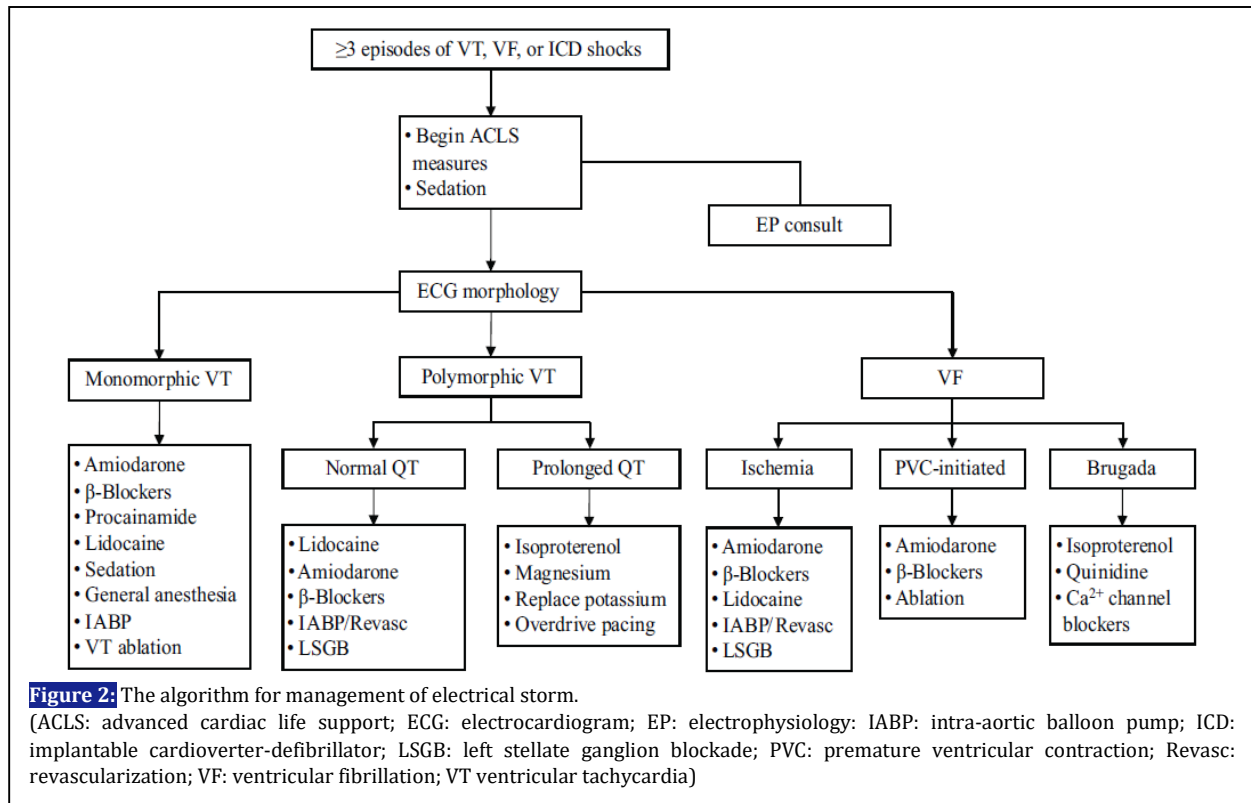 ≥3 episodes of VT, VF, or ICD shocks
• Begin ACLS
measures
• Sedation
EP consult
ECG morphology
Monomorphic VT
Polymorphic VT
VF
Normal QT
Prolonged QT
Ischemia
PVC-initiated
Brugada
• Amiodarone
• β-Blockers
• Procainamide
• Lidocaine
• Sedation
• General anesthesia
• IABP
• VT ablation
• Lidocaine
• Amiodarone
• β-Blockers
• IABP/Revasc
• LSGB
• Isoproterenol
• Magnesium
• Replace potassium
• Overdrive pacing
• Amiodarone
• β-Blockers
• Lidocaine
• IABP/Revasc
• LSGB
• Amiodarone
• β-Blockers
• Ablation
• Isoproterenol
• Quinidine
• Ca²⁺ channel
blockers
Figure 2: The algorithm for management of electrical storm.
(ACLS: advanced cardiac life support; ECG: electrocardiogram; EP: electrophysiology: IABP: intra-aortic balloon pump; ICD:
implantable cardioverter-defibrillator; LSGB: left stellate ganglion blockade; PVC: premature ventricular contraction; Revasc:
revascularization; VF: ventricular fibrillation; VT ventricular tachycardia)